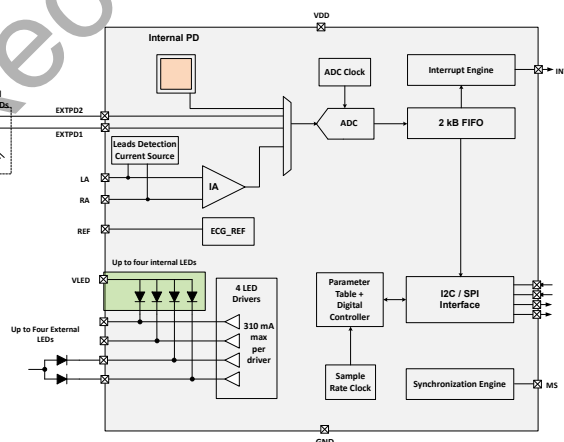 VDD
Internal PD
ADC Clock
Interrupt Engine
IN
Ds
EXTPD2
EXTPD1
ADC
2 kB FIFO
Leads Detection
Current Source
LA
IA
RA
REF
ECG_REF
Up to four internal LEDs
VLED
4 LED
Drivers
310 mA
max
per
driver
Parameter
Table +
Digital
Controller
I2C / SPI
Interface
Up to Four External
LEDs
Sample
Rate Clock
Synchronization Engine
MS
GND